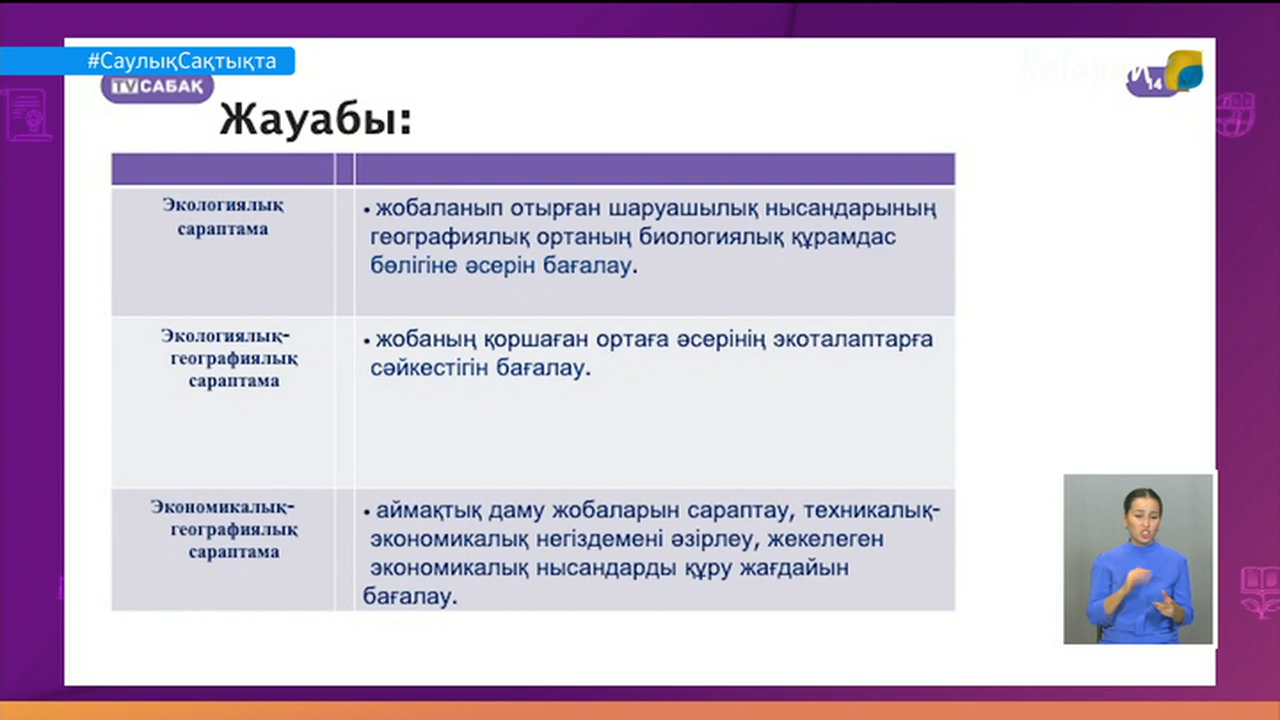 #СаулықСақтықта
TVСАБАҚ
14
Жауабы:
Экологиялық
сараптама
• жобаланып отырған шаруашылық нысандарының
географиялық ортаның биологиялық құрамдас
бөлігіне әсерін бағалау.
Экологиялық-
географиялық
сараптама
• жобаның қоршаған ортаға әсерінің экоталаптарға
сәйкестігін бағалау.
Экономикалық-
географиялық
сараптама
• аймақтық даму жобаларын сараптау, техникалық-
экономикалық негіздемені әзірлеу, жекелеген
экономикалық нысандарды құру жағдайын
бағалау.